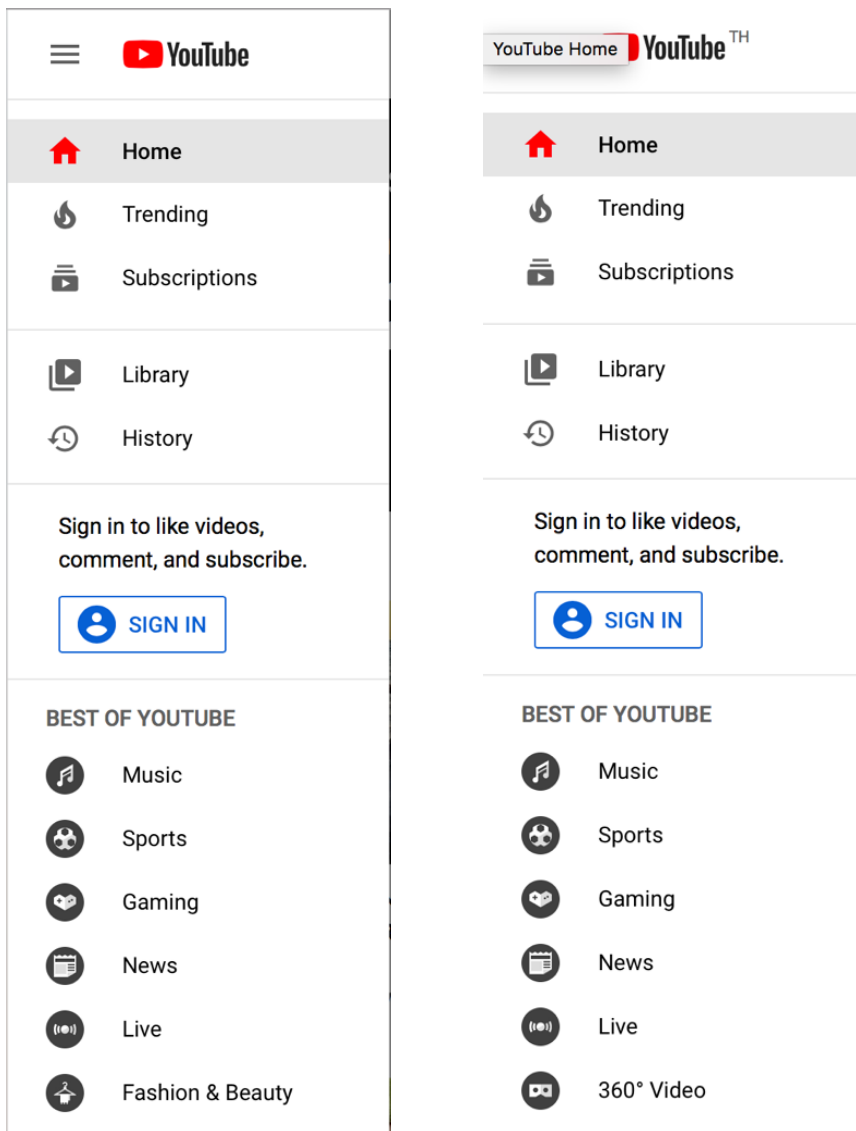 YouTube
Home
Trending
Subscriptions
Library
History
Sign in to like videos,
comment, and subscribe.
SIGN IN
BEST OF YOUTUBE
Music
Sports
Gaming
News
Live
Fashion & Beauty
YouTube Home
YouTube TH
Home
Trending
Subscriptions
Library
History
Sign in to like videos,
comment, and subscribe.
SIGN IN
BEST OF YOUTUBE
Music
Sports
Gaming
News
Live
360° Video